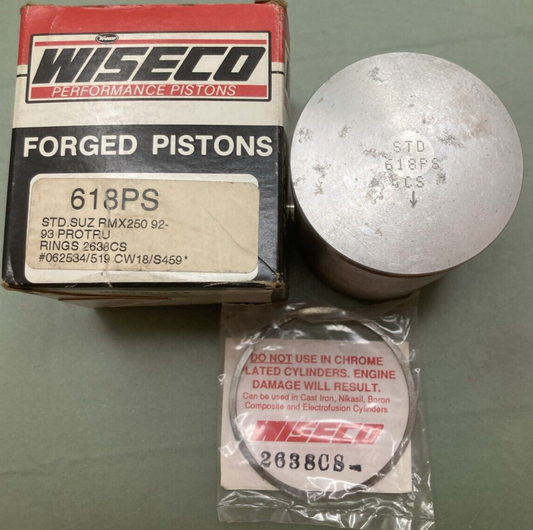 Wiseco
WISECO
PERFORMANCE PISTONS
FORGED PISTONS
618PS
STD.SUZ RMX250 92-
93 PROTRU
RINGS 2638CS
#062534/519 CW18/S459*
STD
618PS
CS
↓
DO NOT USE IN CHROME
PLATED CYLINDERS. ENGINE
DAMAGE WILL RESULT.
Can be used in Cast Iron, Nikasil, Boron
Composite and Electrofusion Cylinders
WISECO
2638CS-